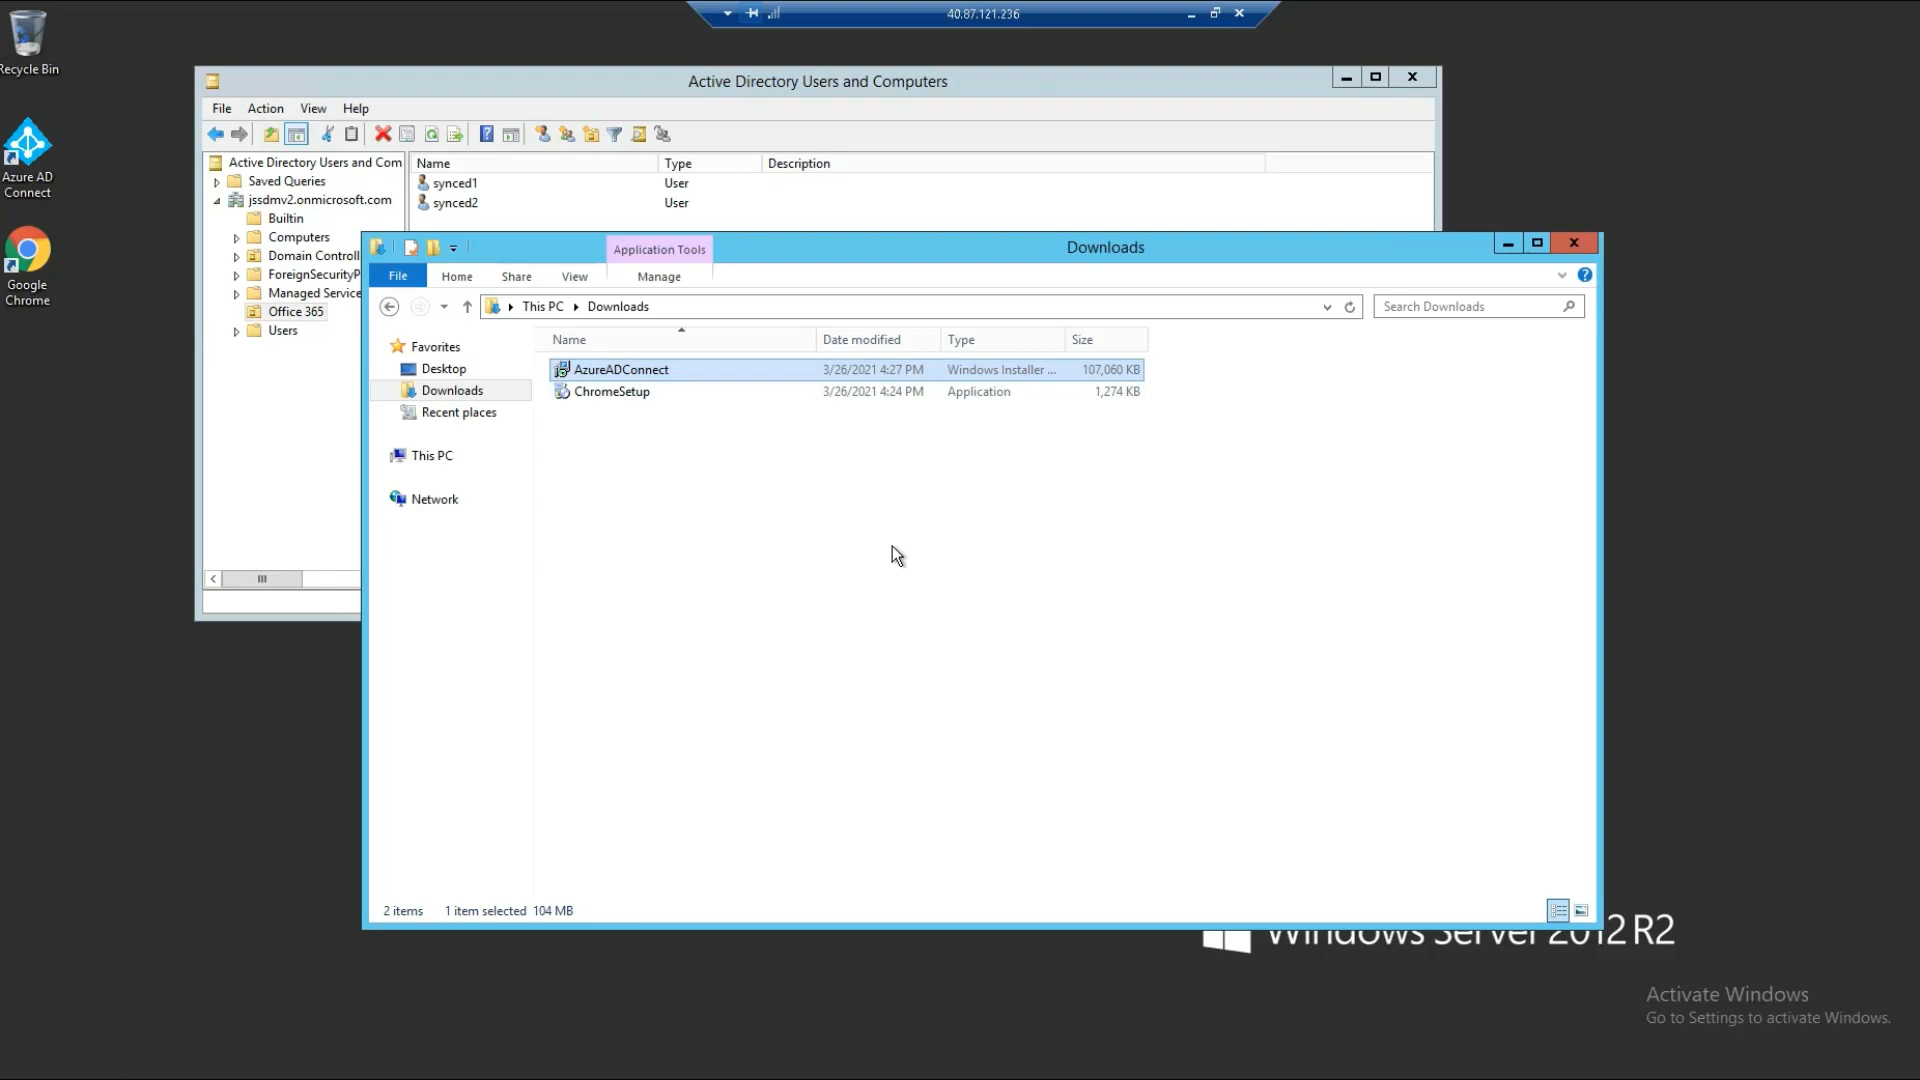 40.87.121.236
Recycle Bin
Azure AD
Connect
Google
Chrome
Active Directory Users and Computers
File Action View Help
Active Directory Users and Com
Saved Queries
jssdmv2.onmicrosoft.com
Builtin
Computers
Domain Controll
ForeignSecurityP
Managed Service
Office 365
Users
Name Type Description
synced1 User
synced2 User
Application Tools
Downloads
File Home Share View Manage
This PC Downloads
Search Downloads
Favorites
Desktop
Downloads
Recent places
This PC
Network
Name Date modified Type Size
AzureADConnect 3/26/2021 4:27 PM Windows Installer ... 107,060 KB
ChromeSetup 3/26/2021 4:24 PM Application 1,274 KB
2 items 1 item selected 104 MB
Windows Server 2012 R2
Activate Windows
Go to Settings to activate Windows.